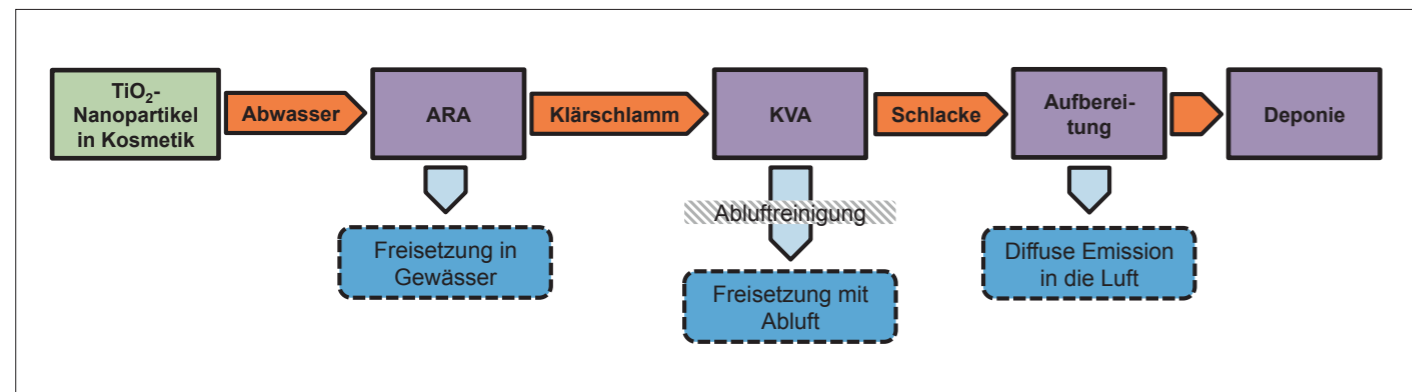 TiO₂-
Nanopartikel
in Kosmetik
Abwasser
ARA
Klärschlamm
KVA
Schlacke
Aufberei-
tung
Deponie
Freisetzung in
Gewässer
Abluftreinigung
Freisetzung mit
Abluft
Diffuse Emission
in die Luft